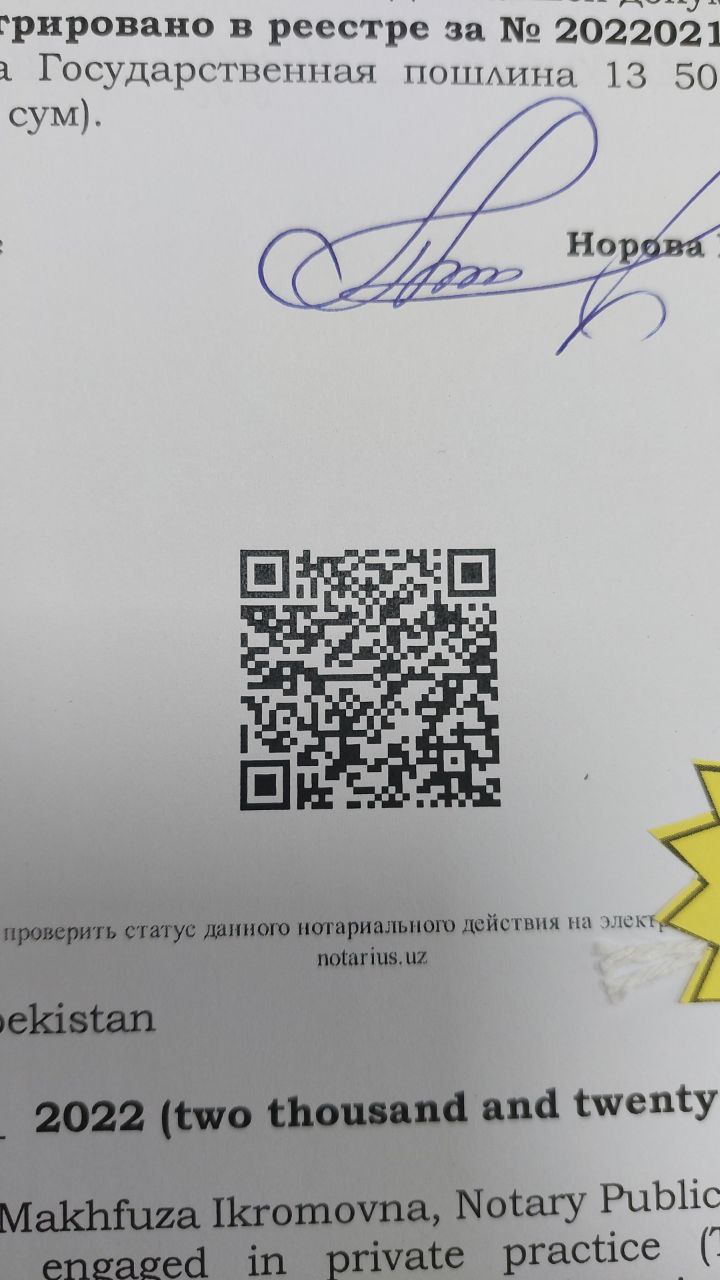 грировано в реестре за № 2022021
а Государственная пошлина 13 50
сум).
Норова
проверить статус данного нотариального действия на элект
notarius.uz
bekistan
2022 (two thousand and twenty
Makhfuza Ikromovna, Notary Public
engaged in private practice (T